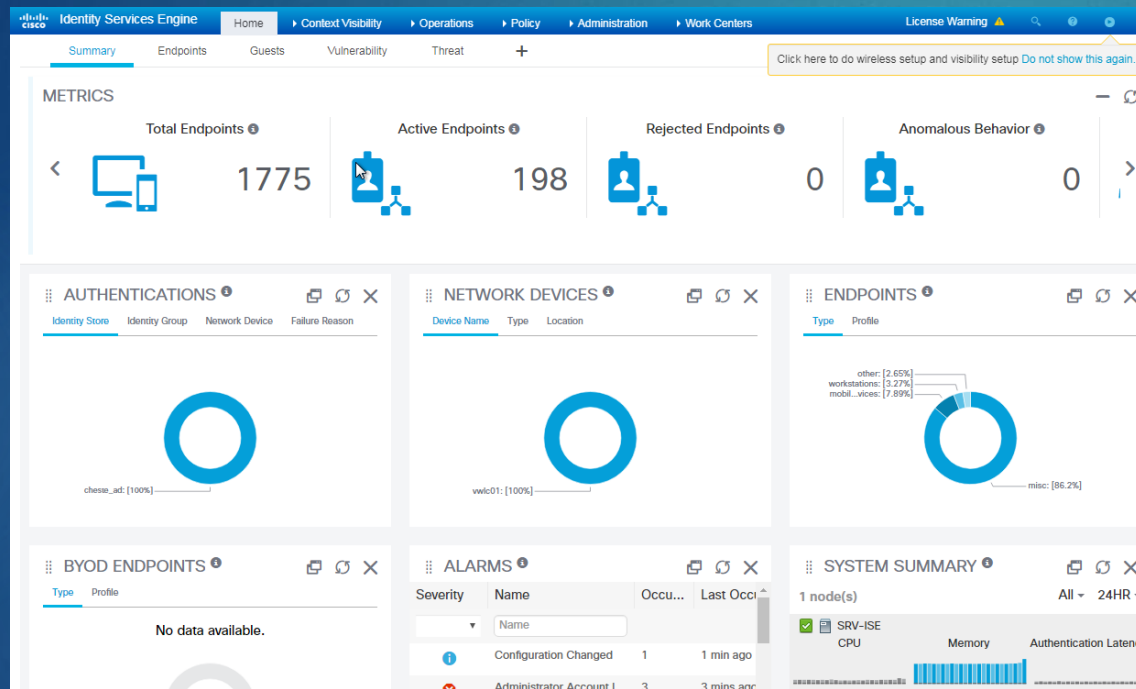 cisco Identity Services Engine Home Context Visibility Operations Policy Administration Work Centers License Warning
Summary Endpoints Guests Vulnerability Threat +
Click here to do wireless setup and visibility setup Do not show this again.
METRICS
Total Endpoints Active Endpoints Rejected Endpoints Anomalous Behavior
1775 198 0 0
AUTHENTICATIONS
Identity Store Identity Group Network Device Failure Reason
chesse_ad: [100%]
NETWORK DEVICES
Device Name Type Location
vwlc01: [100%]
ENDPOINTS
Type Profile
other: [2.65%]
workstations: [3.27%]
mobil...vices: [7.89%]
misc: [86.2%]
BYOD ENDPOINTS
Type Profile
No data available.
ALARMS
Severity Name Occu... Last Occu
Name
Configuration Changed 1 1 min ago
Administrator Account L 3 3 mins ago
SYSTEM SUMMARY
1 node(s) All 24HR
SRV-ISE
CPU Memory Authentication Laten